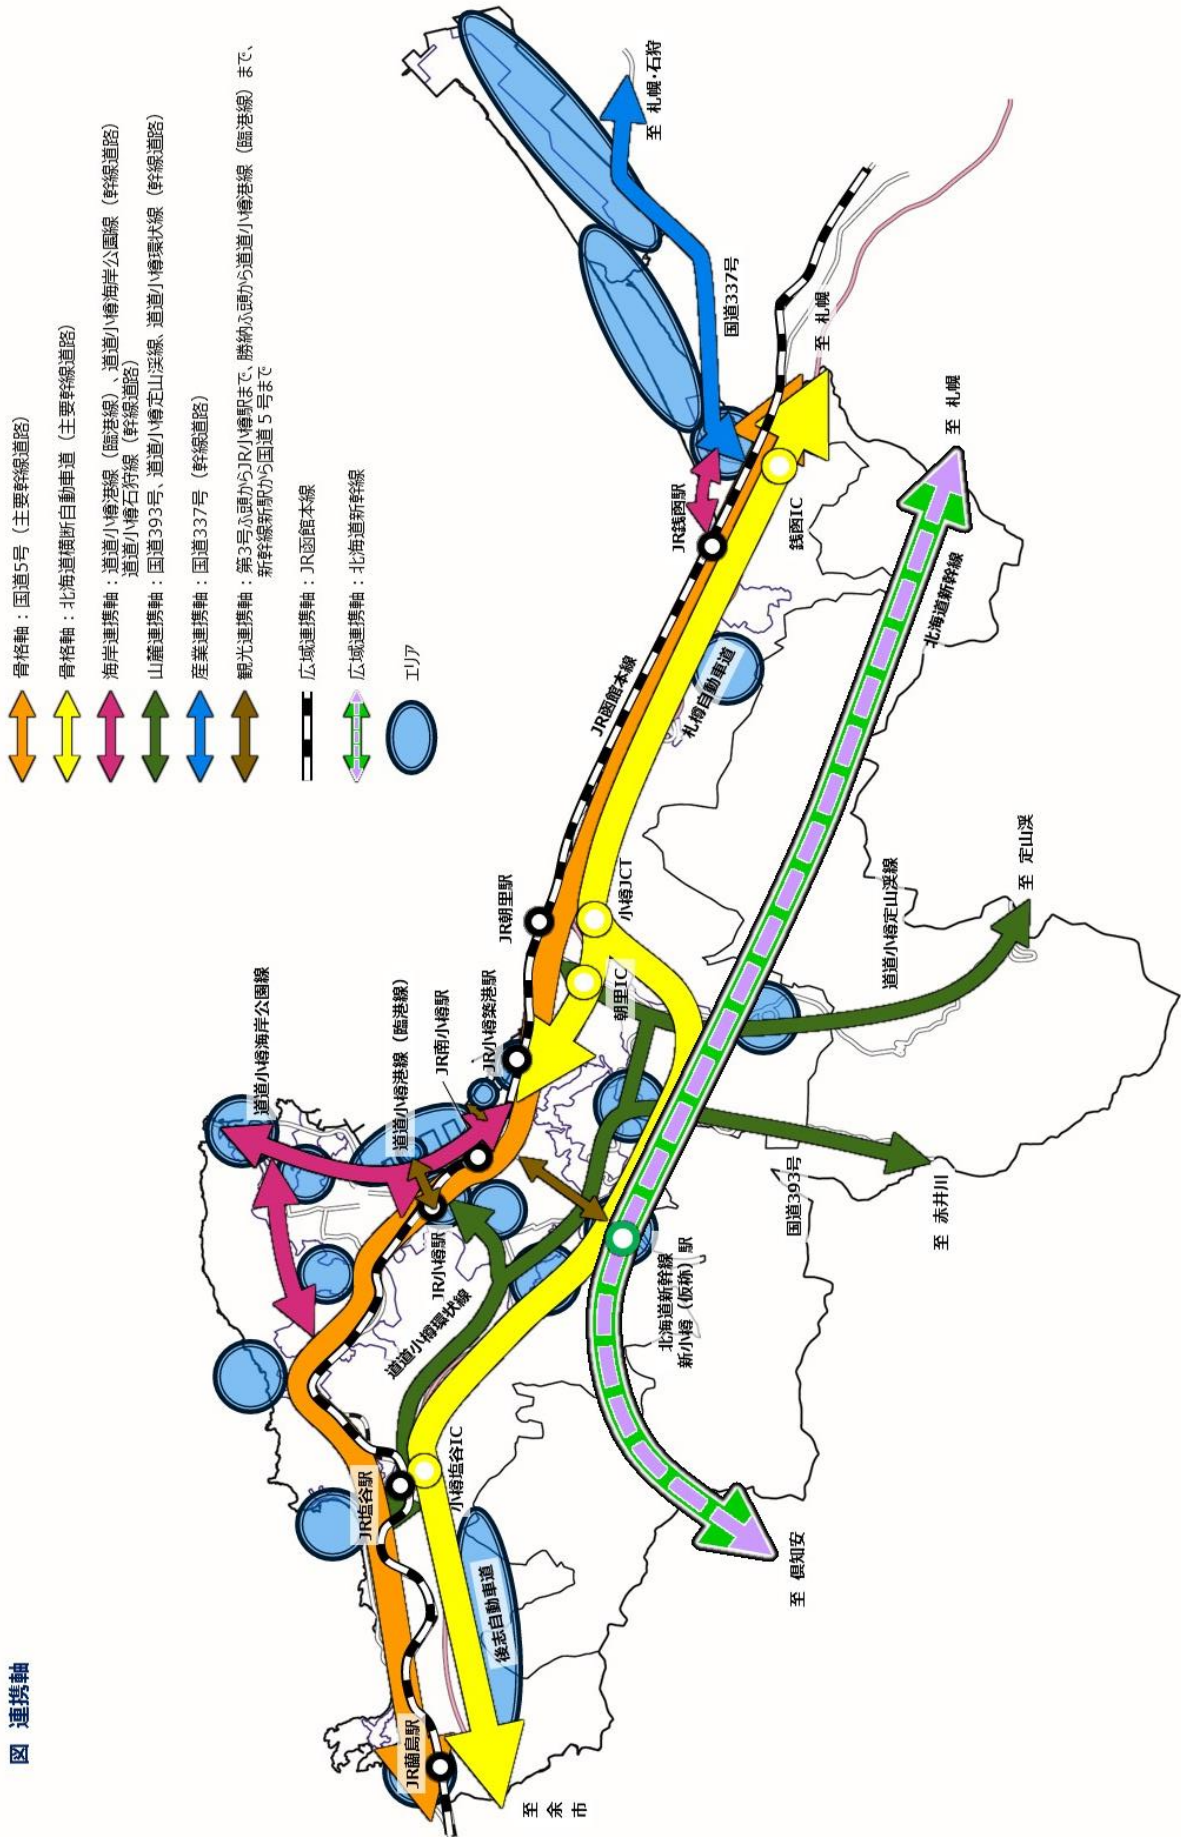 図 連携軸
骨格軸：国道5号（主要幹線道路）
骨格軸：北海道横断自動車道（主要幹線道路）
海岸連携軸：道道小樽港線（臨港線）、道道小樽海岸公園線（幹線道路）
道道小樽石狩線（幹線道路）
山麓連携軸：国道393号、道道小樽定山渓線、道道小樽環状線（幹線道路）
産業連携軸：国道337号（幹線道路）
観光連携軸：第3号ふ頭からJR小樽駅まで、勝納ふ頭から道道小樽港線（臨港線）まで、
新幹線新駅から国道5号まで
広域連携軸：JR函館本線
広域連携軸：北海道新幹線
エリア
道道小樽海岸公園線
道道小樽港線（臨港線）
JR南小樽駅
JR小樽築港駅
JR朝里駅
JR函館本線
JR銭函駅
国道337号
至 札幌・石狩
至 札幌
銭函IC
札樽自動車道
小樽JCT
朝里IC
北海道新幹線
至 札幌
道道小樽定山渓線
至 定山渓
国道393号
至 赤井川
北海道新幹線
新小樽（仮称）駅
JR小樽駅
道道小樽環状線
JR塩谷駅
小樽塩谷IC
後志自動車道
JR蘭島駅
至 余市
至 倶知安